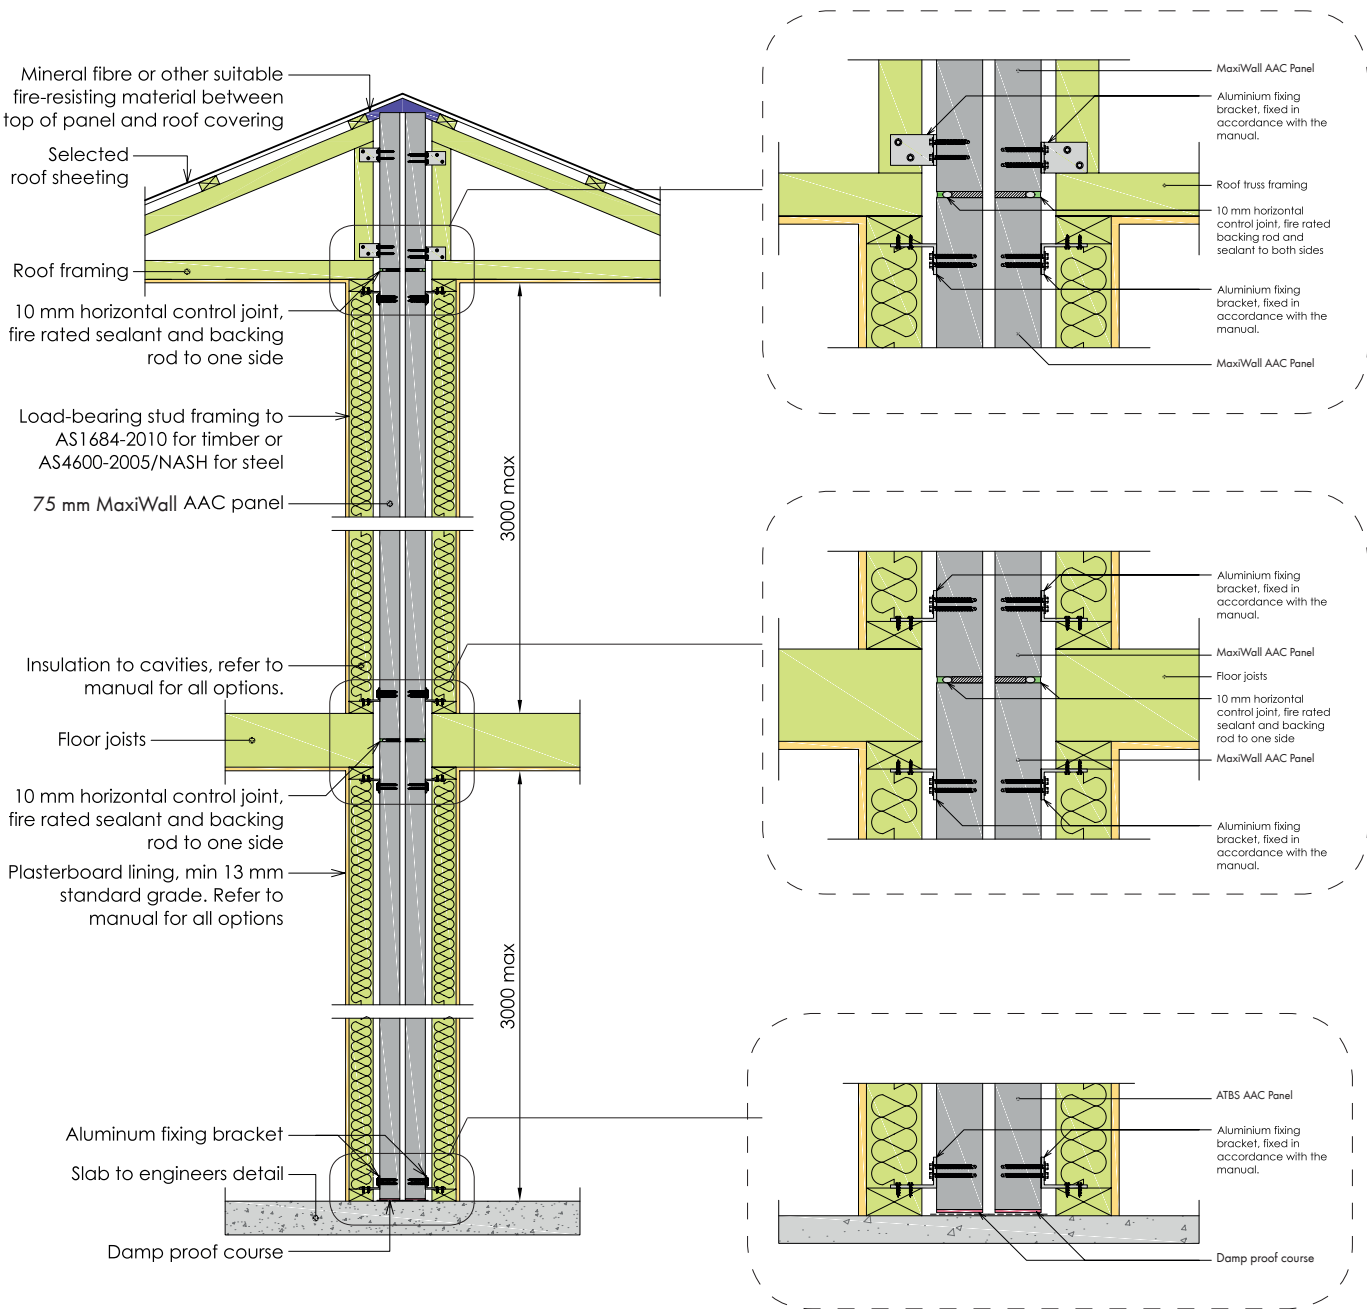 Mineral fibre or other suitable
fire-resisting material between
top of panel and roof covering
Selected
roof sheeting
Roof framing
10 mm horizontal control joint,
fire rated sealant and backing
rod to one side
Load-bearing stud framing to
AS1684-2010 for timber or
AS4600-2005/NASH for steel
75 mm MaxiWall AAC panel
3000 max
Insulation to cavities, refer to
manual for all options.
Floor joists
10 mm horizontal control joint,
fire rated sealant and backing
rod to one side
Plasterboard lining, min 13 mm
standard grade. Refer to
manual for all options
3000 max
Aluminum fixing bracket
Slab to engineers detail
Damp proof course
MaxiWall AAC Panel
Aluminium fixing
bracket, fixed in
accordance with the
manual.
Roof truss framing
10 mm horizontal
control joint, fire rated
backing rod and
sealant to both sides
Aluminium fixing
bracket, fixed in
accordance with the
manual.
MaxiWall AAC Panel
Aluminium fixing
bracket, fixed in
accordance with the
manual.
MaxiWall AAC Panel
Floor joists
10 mm horizontal
control joint, fire rated
sealant and backing
rod to one side
MaxiWall AAC Panel
Aluminium fixing
bracket, fixed in
accordance with the
manual.
ATBS AAC Panel
Aluminium fixing
bracket, fixed in
accordance with the
manual.
Damp proof course